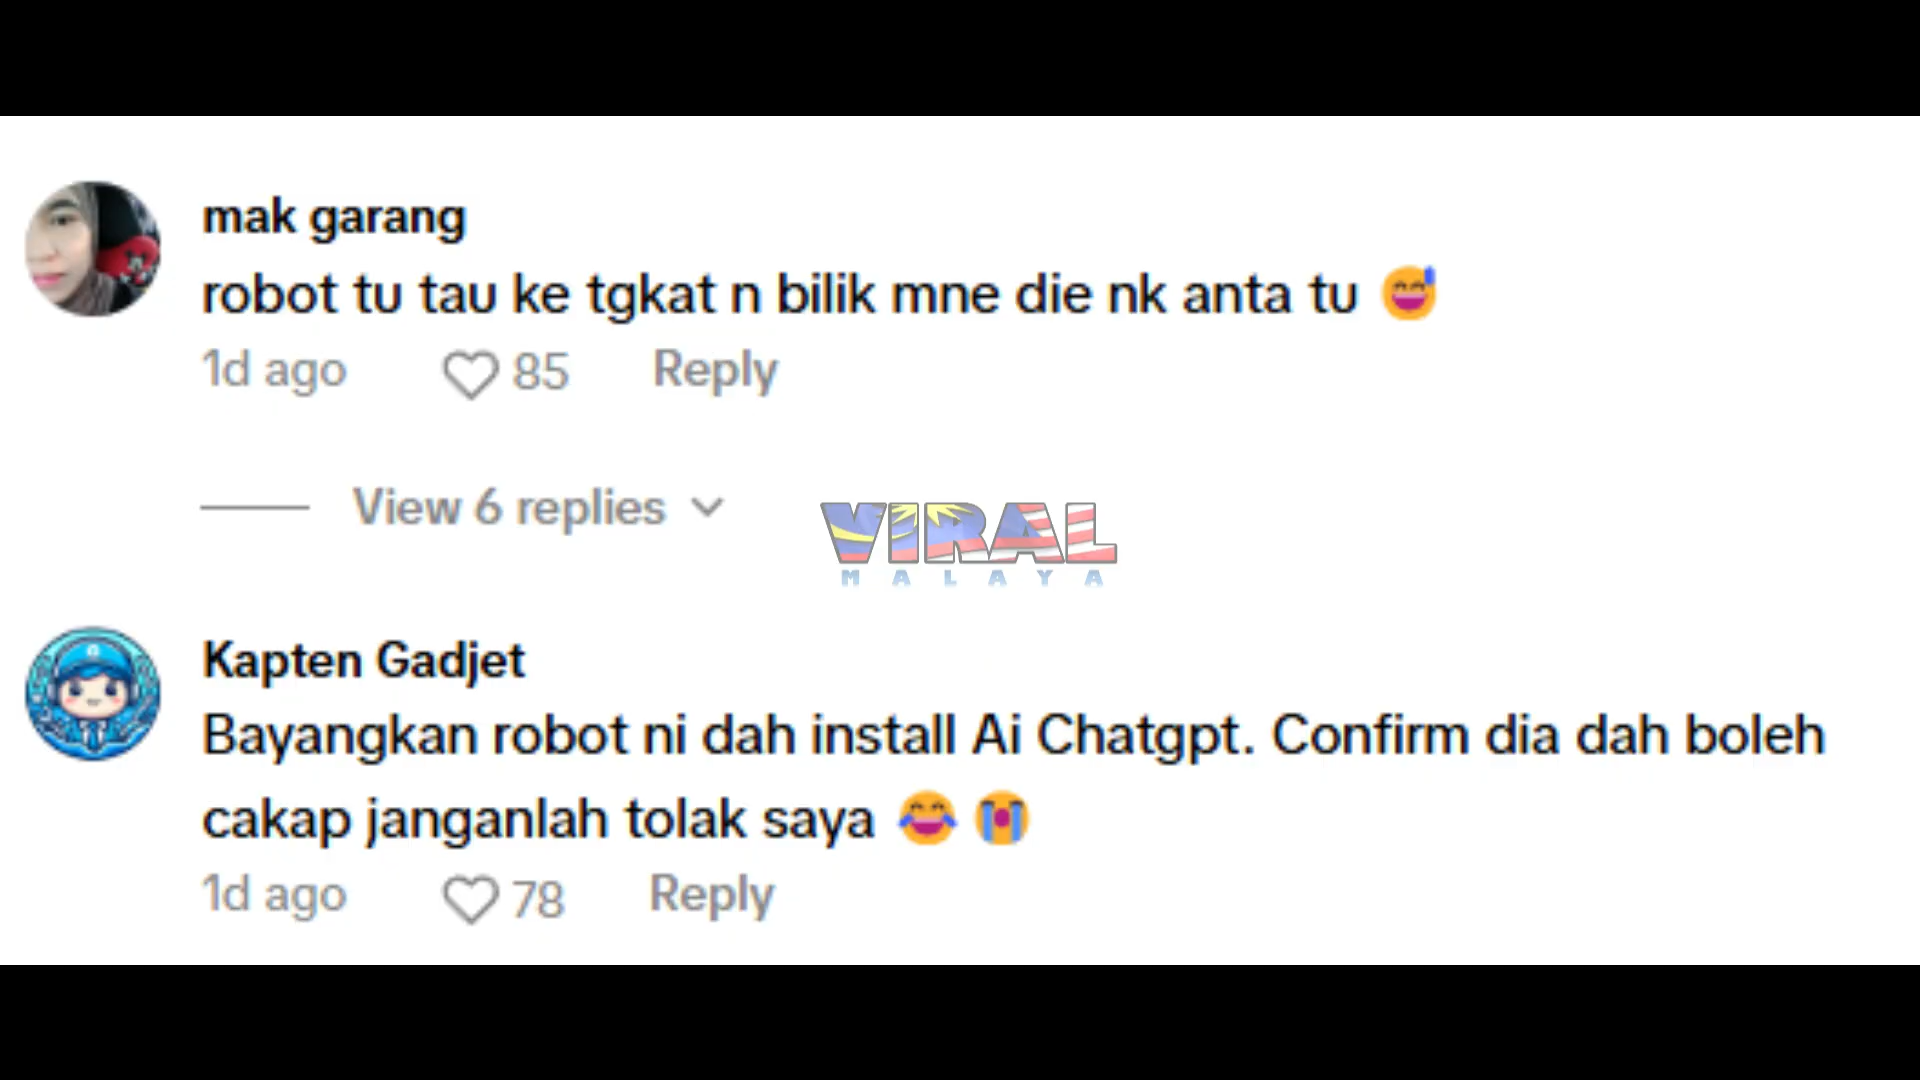 mak garang
robot tu tau ke tgkat n bilik mne die nk anta tu 😅
1d ago 85 Reply
View 6 replies
VIRAL
MALAYA
Kapten Gadjet
Bayangkan robot ni dah install Ai Chatgpt. Confirm dia dah boleh
cakap janganlah tolak saya 😂 😭
1d ago 78 Reply